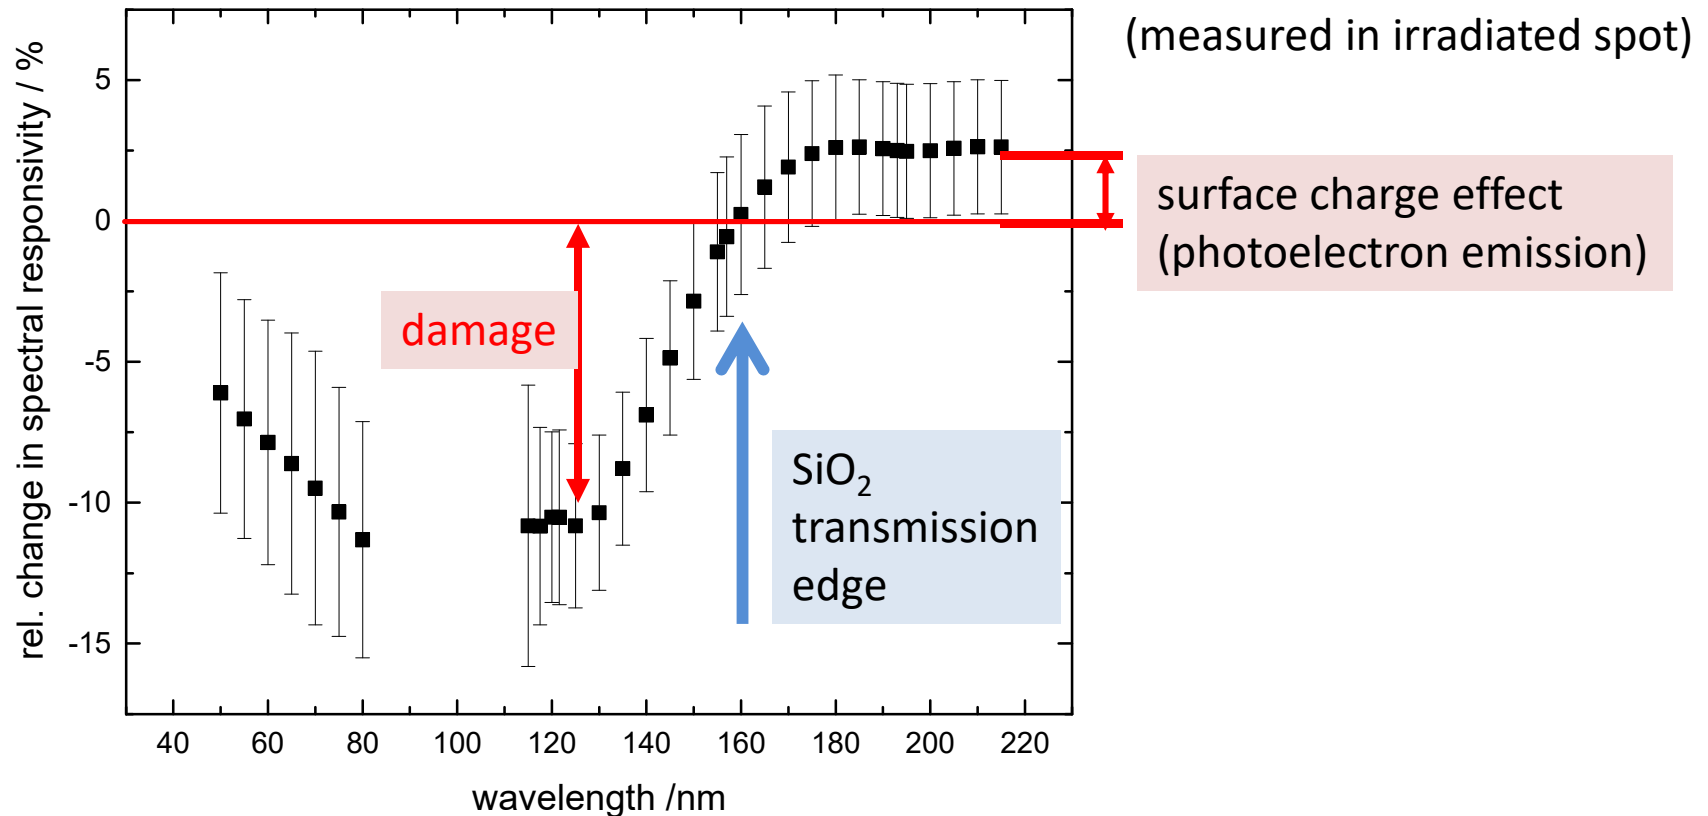 (measured in irradiated spot)
rel. change in spectral responsivity / %
5
0
-5
-10
-15
surface charge effect
(photoelectron emission)
damage
SiO₂
transmission
edge
40 60 80 100 120 140 160 180 200 220
wavelength /nm